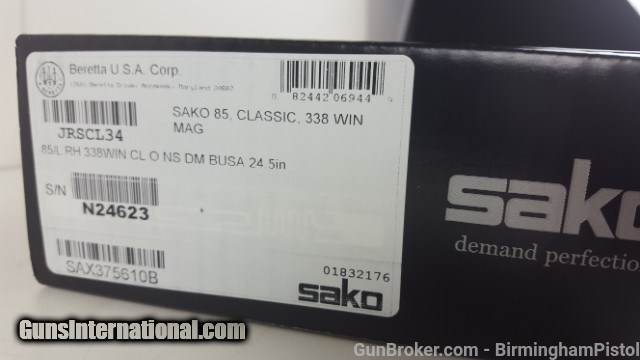 Beretta U.S.A. Corp.
8 82442 06944
JRSCL34
SAKO 85, CLASSIC, 338 WIN
MAG
85/L RH 338WIN CL O NS DM BUSA 24.5in
S/N
N24623
SAX375610B
01832176
sako
sako
demand perfection
GunsInternational.com
GunBroker.com - BirminghamPistol